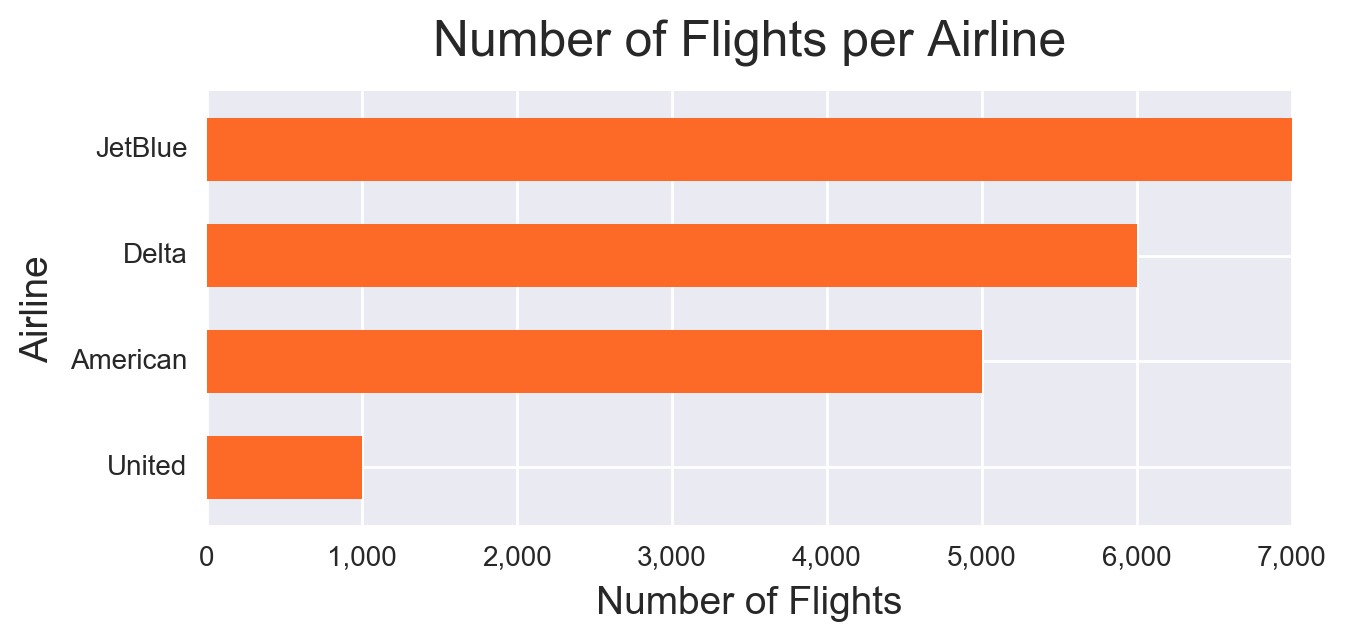 Number of Flights per Airline
JetBlue
Delta
American
United
Airline
0 1,000 2,000 3,000 4,000 5,000 6,000 7,000
Number of Flights